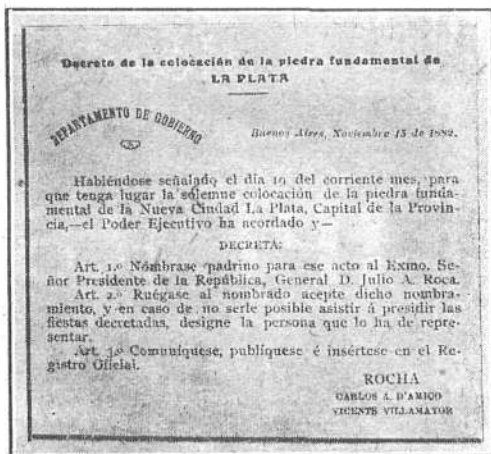 Decreto de la colocación de la piedra fundamental de
LA PLATA
DEPARTAMENTO DE GOBIERNO
Buenos Aires, Noviembre 15 de 1882.
Habiéndose señalado el día 19 del corriente mes, para
que tenga lugar la solemne colocación de la piedra funda-
mental de la Nueva Ciudad La Plata, Capital de la Provin-
cia,—el Poder Ejecutivo ha acordado y—
DECRETA:
Art. 1.º Nómbrase padrino para ese acto al Exmo. Se-
ñor Presidente de la República, General D. Julio A. Roca.
Art. 2.º Ruégase al nombrado acepte dicho nombra-
miento, y en caso de no serle posible asistir á presidir las
fiestas decretadas, designe la persona que lo ha de repre-
sentar.
Art. 3.º Comuníquese, publíquese é insértese en el Re-
gistro Oficial.
ROCHA
CARLOS A. D'AMICO
VICENTE VILLAMAYOR